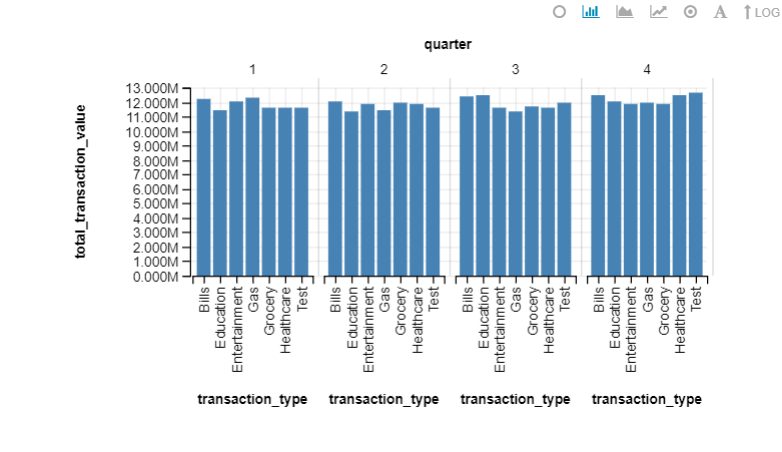 A LOG
quarter
1 2 3 4
total_transaction_value
13.000M
12.000M
11.000M
10.000M
9.000M
8.000M
7.000M
6.000M
5.000M
4.000M
3.000M
2.000M
1.000M
0.000M
Bills Education Entertainment Gas Grocery Healthcare Test
Bills Education Entertainment Gas Grocery Healthcare Test
Bills Education Entertainment Gas Grocery Healthcare Test
Bills Education Entertainment Gas Grocery Healthcare Test
transaction_type transaction_type transaction_type transaction_type